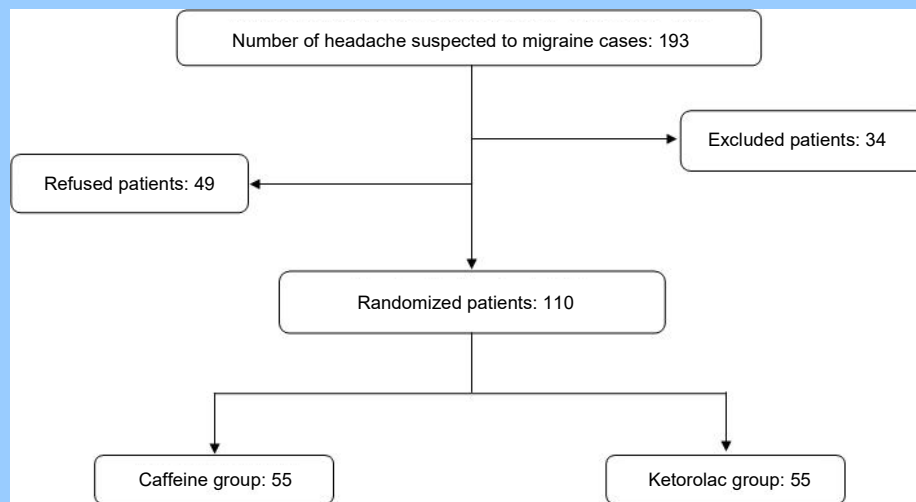 Number of headache suspected to migraine cases: 193
Excluded patients: 34
Refused patients: 49
Randomized patients: 110
Caffeine group: 55
Ketorolac group: 55